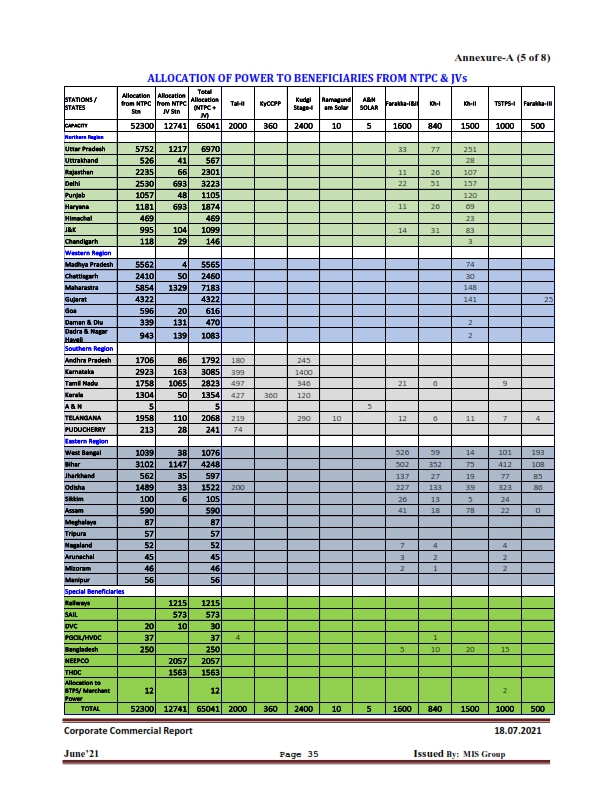 Annexure-A (5 of 8)
ALLOCATION OF POWER TO BENEFICIARIES FROM NTPC & JVs
STATIONS / STATES Allocation from NTPC Stn Allocation from NTPC JV Stn Total Allocation (NTPC + JV) Tal-II KyCCPP Kudgi Stage-I Ramagundam Solar A&N SOLAR Farakka-I&II Kh-I Kh-II TSTPS-I Farakka-III
CAPACITY 52300 12741 65041 2000 360 2400 10 5 1600 840 1500 1000 500
Northern Region
Uttar Pradesh 5752 1217 6970 33 77 251
Uttrakhand 526 41 567 28
Rajasthan 2235 66 2301 11 26 107
Delhi 2530 693 3223 22 51 157
Punjab 1057 48 1105 120
Haryana 1181 693 1874 11 26 69
Himachal 469 469 23
J&K 995 104 1099 14 31 83
Chandigarh 118 29 146 3
Western Region
Madhya Pradesh 5562 4 5565 74
Chattisgarh 2410 50 2460 30
Maharastra 5854 1329 7183 148
Gujarat 4322 4322 141 25
Goa 596 20 616
Daman & Diu 339 131 470 2
Dadra & Nagar Haveli 943 139 1083 2
Southern Region
Andhra Pradesh 1706 86 1792 180 245
Karnataka 2923 163 3085 399 1400
Tamil Nadu 1758 1065 2823 497 346 21 6 9
Kerala 1304 50 1354 427 360 120
A & N 5 5 5
TELANGANA 1958 110 2068 219 290 10 12 6 11 7 4
PUDUCHERRY 213 28 241 74
Eastern Region
West Bengal 1039 38 1076 526 59 14 101 193
Bihar 3102 1147 4248 502 352 75 412 108
Jharkhand 562 35 597 137 27 19 77 85
Odisha 1489 33 1522 200 227 133 39 323 86
Sikkim 100 6 105 26 13 5 24
Assam 590 590 41 18 78 22 0
Meghalaya 87 87
Tripura 57 57
Nagaland 52 52 7 4 4
Arunachal 45 45 3 2 2
Mizoram 46 46 2 1 2
Manipur 56 56
Special Beneficiaries
Railways 1215 1215
SAIL 573 573
DVC 20 10 30
PGCIL/HVDC 37 37 4 1
Bangladesh 250 250 5 10 20 15
NEEPCO 2057 2057
THDC 1563 1563
Allocation to BTPS/ Merchant Power 12 12 2
TOTAL 52300 12741 65041 2000 360 2400 10 5 1600 840 1500 1000 500
Corporate Commercial Report 18.07.2021
June'21 Page 35 Issued By: MIS Group